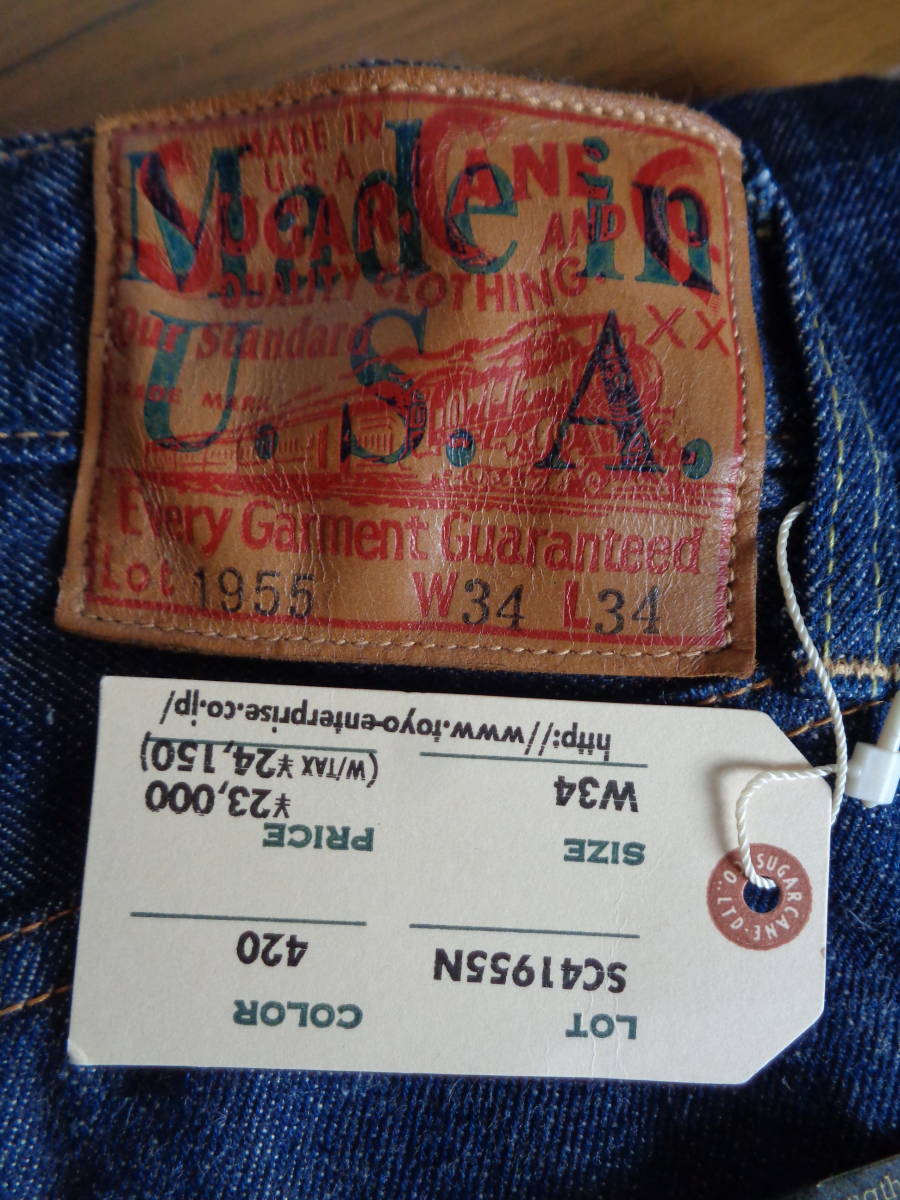 MADE IN
U.S.A.
SUGAR CANE
AND
QUALITY CLOTHING
Our Standard
XX
TRADE MARK
Made in
U.S.A.
Every Garment Guaranteed
Lot 1955 W34 L34
LOT COLOR
SC41955N 420
SIZE PRICE
W34 ¥23,000
(W/TAX ¥24,150)
http://www.toyo-enterprise.co.jp/
SUGAR CANE CO.,LTD.